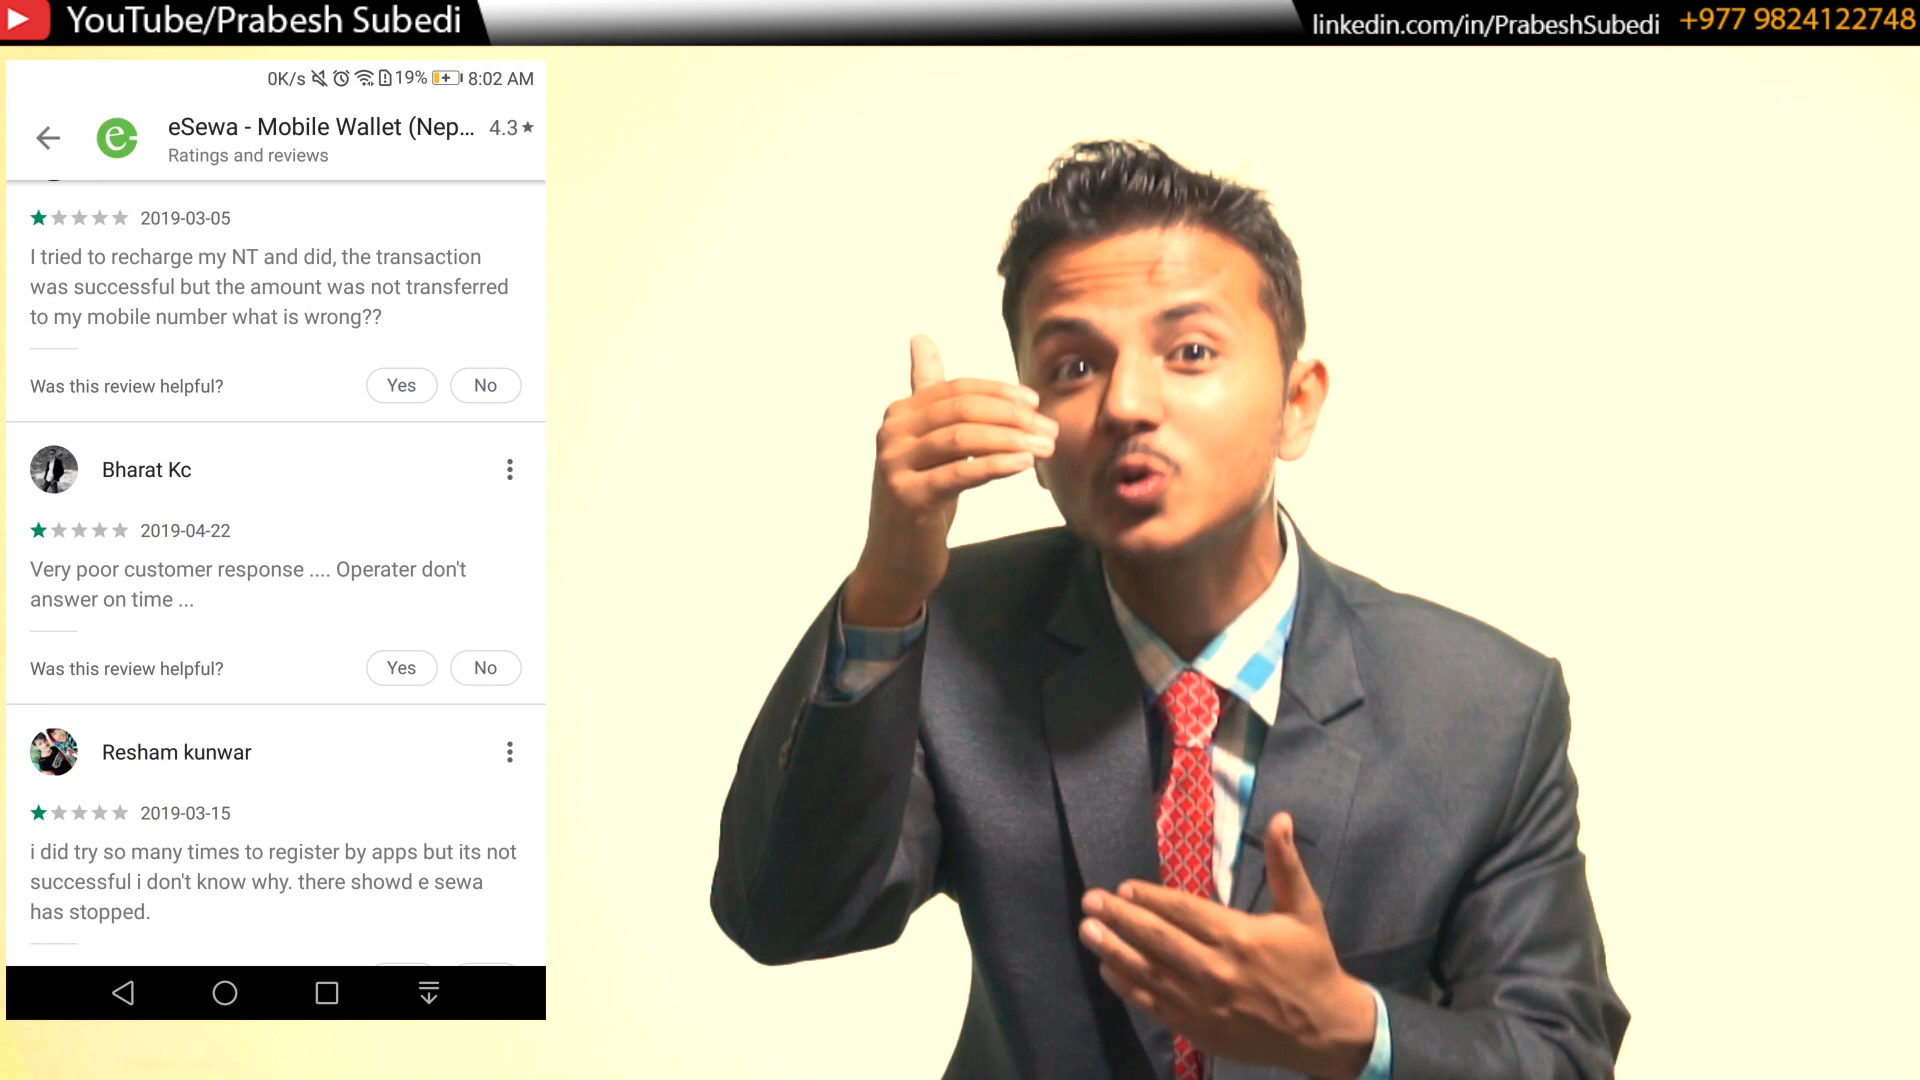 YouTube/Prabesh Subedi
linkedin.com/in/PrabeshSubedi +977 9824122748
0K/s 19% 8:02 AM
eSewa - Mobile Wallet (Nep... 4.3★
Ratings and reviews
2019-03-05
I tried to recharge my NT and did, the transaction
was successful but the amount was not transferred
to my mobile number what is wrong??
Was this review helpful? Yes No
Bharat Kc
2019-04-22
Very poor customer response .... Operater don't
answer on time ...
Was this review helpful? Yes No
Resham kunwar
2019-03-15
i did try so many times to register by apps but its not
successful i don't know why. there showd e sewa
has stopped.